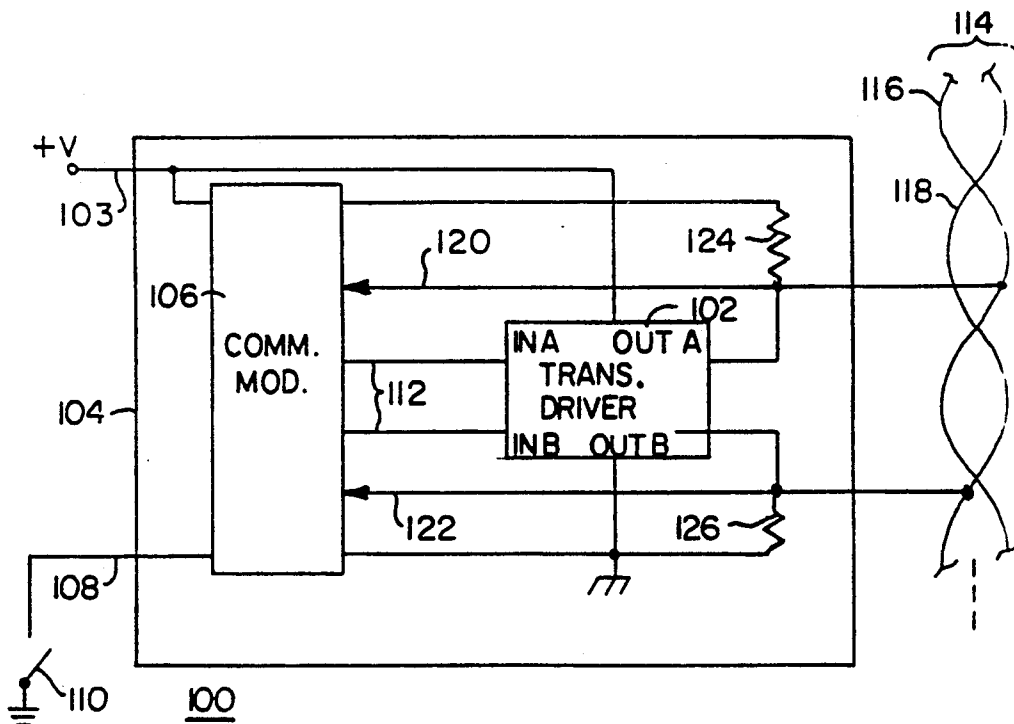 114
116
+V
103
118
120
124
106
102
IN A OUT A
COMM.
MOD.
TRANS.
DRIVER
112
104
IN B OUT B
122
126
108
110
100